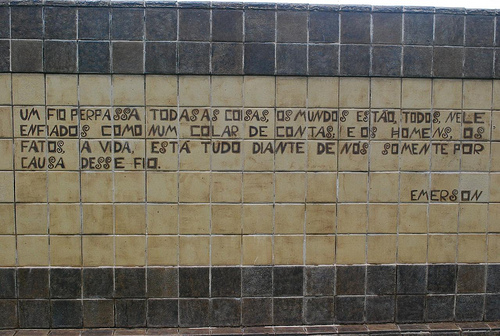 UM FIO PERPASSA TODAS AS COISAS, OS MUNDOS ESTÃO, TODOS, NELE
ENFIADOS COMO NUM COLAR DE CONTAS, E OS HOMENS, OS
FATOS, A VIDA, ESTÁ TUDO DIANTE DE NÓS SOMENTE POR
CAUSA DESSE FIO.
EMERSON